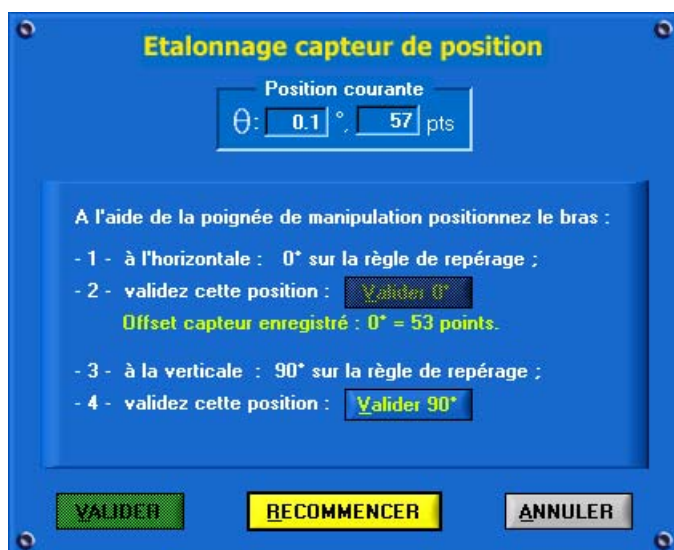 Etalonnage capteur de position
Position courante
θ: 0.1 °, 57 pts
A l'aide de la poignée de manipulation positionnez le bras :
- 1 - à l'horizontale : 0° sur la règle de repérage ;
- 2 - validez cette position : Valider 0°
Offset capteur enregistré : 0° = 53 points.
- 3 - à la verticale : 90° sur la règle de repérage ;
- 4 - validez cette position : Valider 90°
VALIDER RECOMMENCER ANNULER